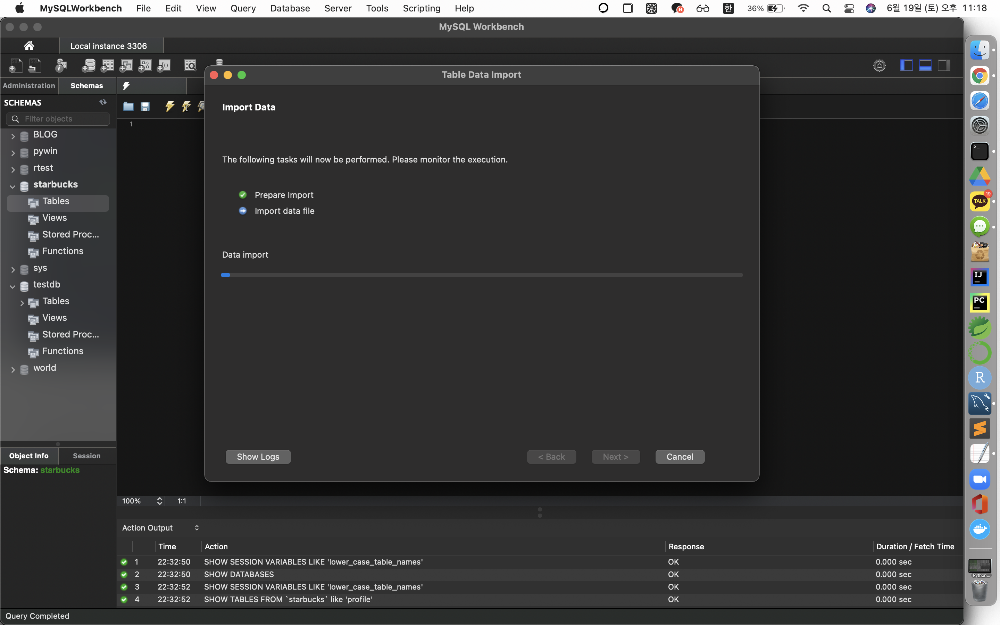 MySQLWorkbench File Edit View Query Database Server Tools Scripting Help N 한 36% 6월 19일 (토) 오후 11:18
MySQL Workbench
Local instance 3306
Administration Schemas
SCHEMAS
Filter objects
1
BLOG
pywin
rtest
starbucks
Tables
Views
Stored Proc...
Functions
sys
testdb
Tables
Views
Stored Proc...
Functions
world
Object Info Session
Schema: starbucks
Table Data Import
Import Data
The following tasks will now be performed. Please monitor the execution.
Prepare Import
Import data file
Data import
Show Logs < Back Next > Cancel
100% 1:1
Action Output
Time Action Response Duration / Fetch Time
1 22:32:50 SHOW SESSION VARIABLES LIKE 'lower_case_table_names' OK 0.000 sec
2 22:32:50 SHOW DATABASES OK 0.000 sec
3 22:32:52 SHOW SESSION VARIABLES LIKE 'lower_case_table_names' OK 0.000 sec
4 22:32:52 SHOW TABLES FROM `starbucks` like 'profile' OK 0.000 sec
Query Completed
19
TALK
IJ
PC
R
Python...